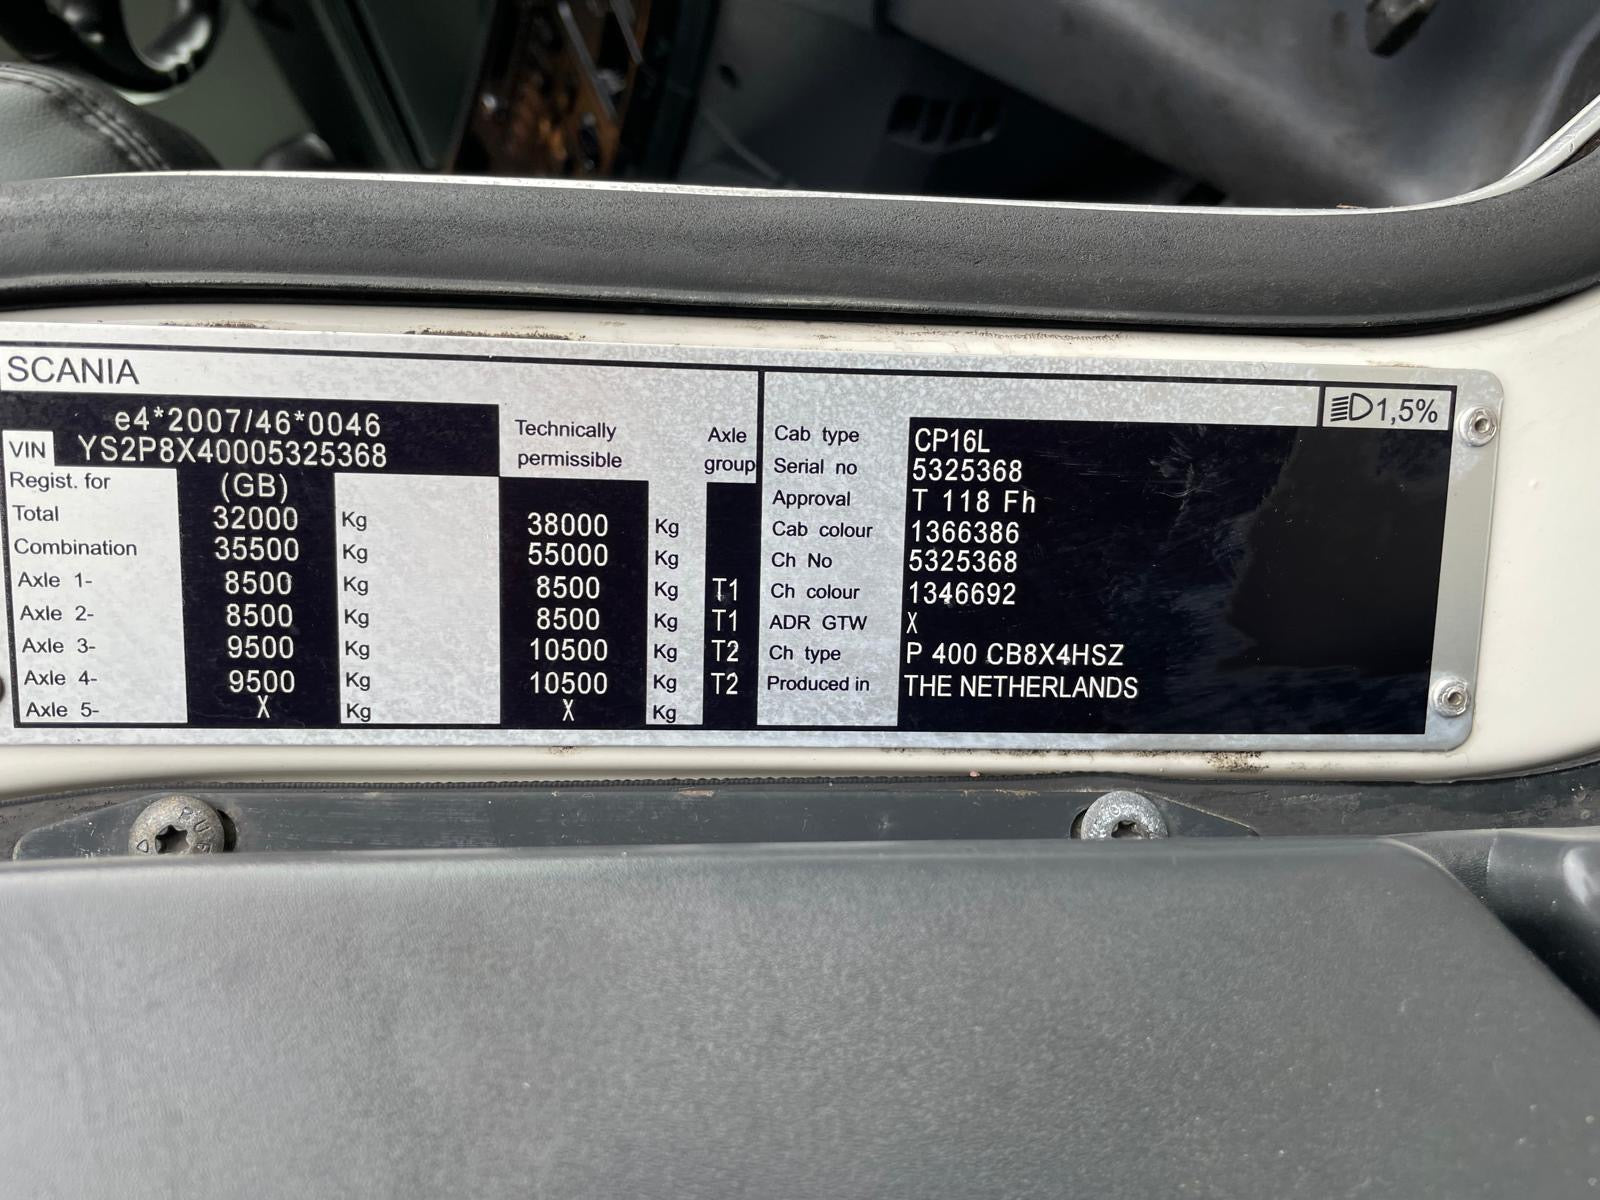 SCANIA
e4*2007/46*0046
VIN YS2P8X40005325368
Technically permissible
Axle group
Regist. for (GB)
Total 32000 Kg 38000 Kg
Combination 35500 Kg 55000 Kg
Axle 1- 8500 Kg 8500 Kg T1
Axle 2- 8500 Kg 8500 Kg T1
Axle 3- 9500 Kg 10500 Kg T2
Axle 4- 9500 Kg 10500 Kg T2
Axle 5- X Kg X Kg
1,5%
Cab type CP16L
Serial no 5325368
Approval T 118 Fh
Cab colour 1366386
Ch No 5325368
Ch colour 1346692
ADR GTW X
Ch type P 400 CB8X4HSZ
Produced in THE NETHERLANDS